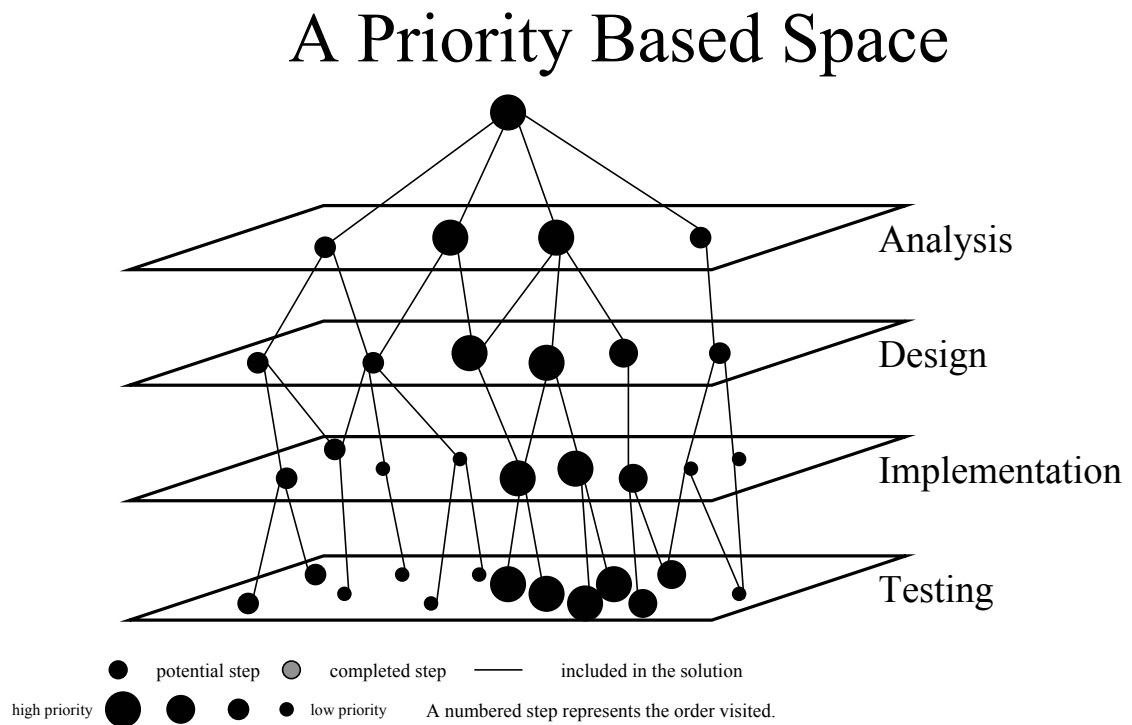 A Priority Based Space
Analysis
Design
Implementation
Testing
potential step completed step included in the solution
high priority low priority A numbered step represents the order visited.